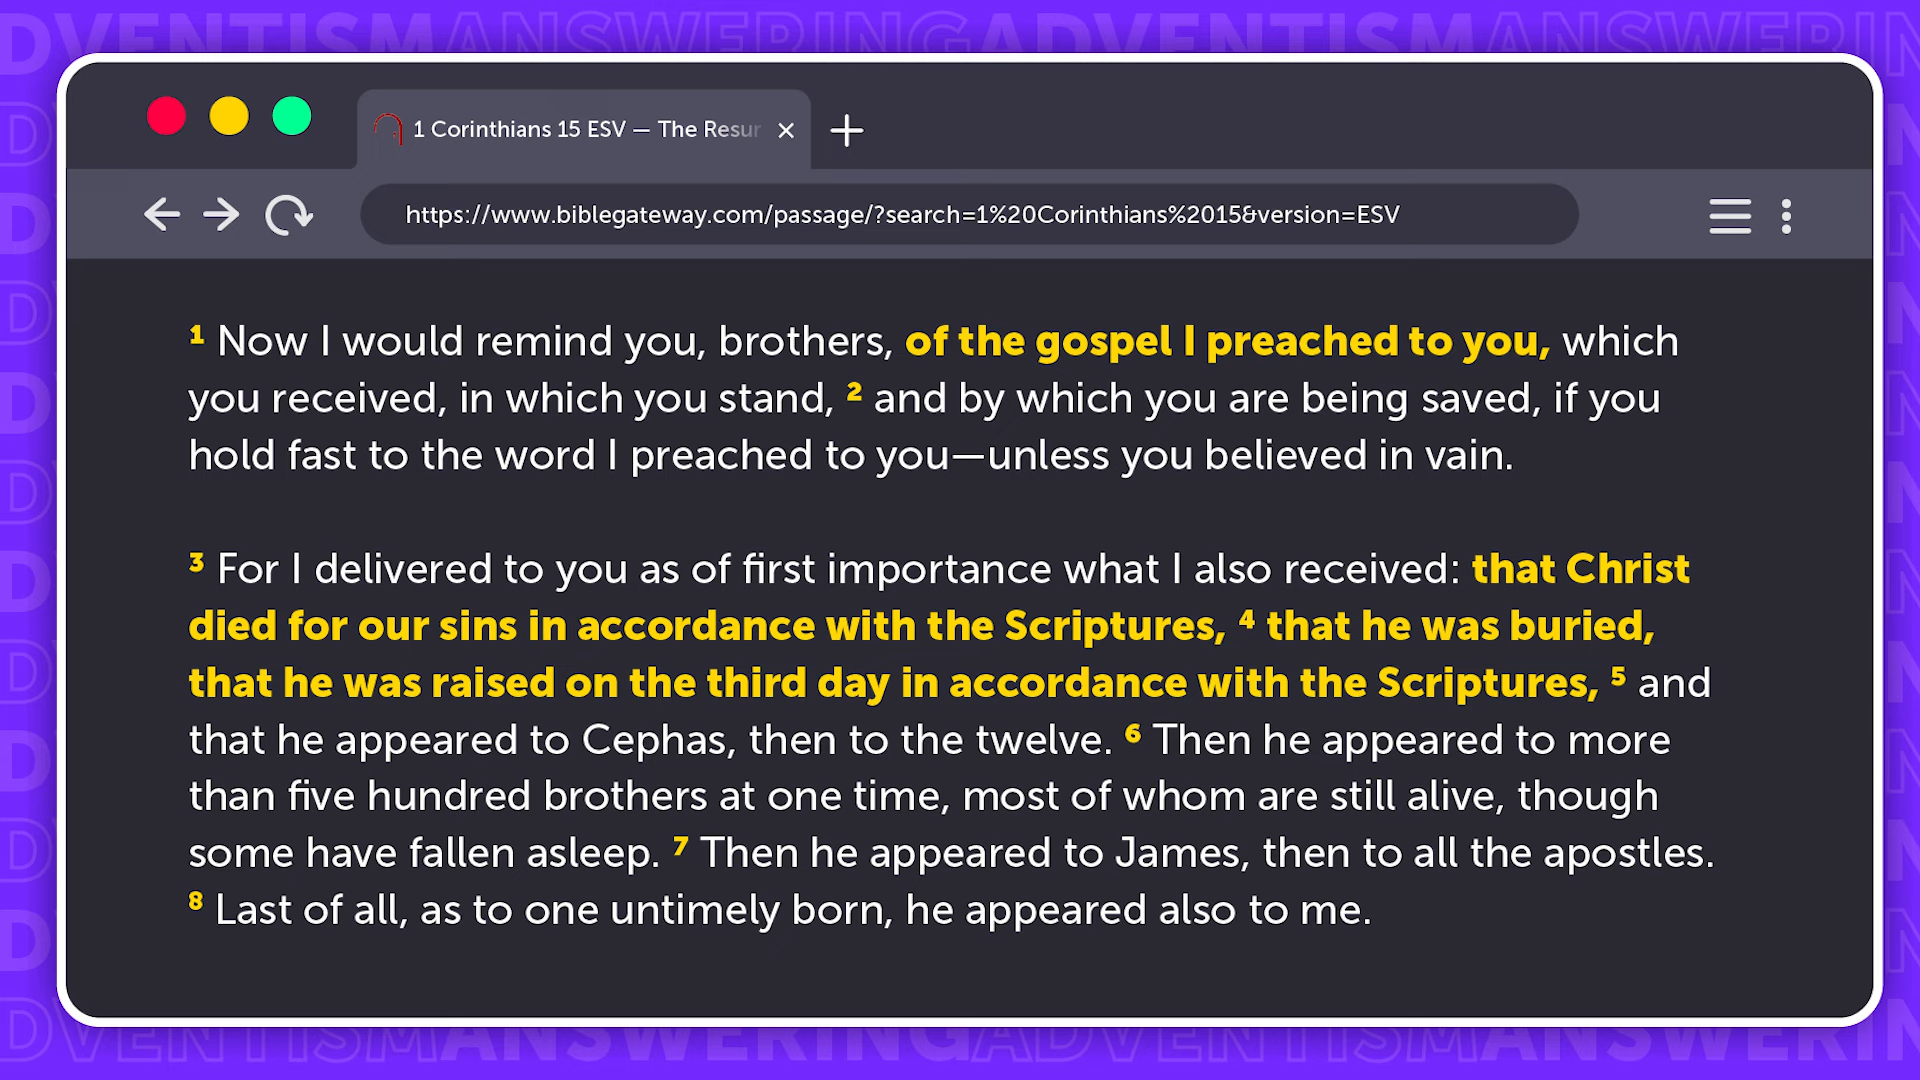 DVENTISMANSWERINGADVENTISMANSWERIN
1 Corinthians 15 ESV — The Resur
https://www.biblegateway.com/passage/?search=1%20Corinthians%2015&version=ESV
1 Now I would remind you, brothers, of the gospel I preached to you, which
you received, in which you stand, 2 and by which you are being saved, if you
hold fast to the word I preached to you—unless you believed in vain.
3 For I delivered to you as of first importance what I also received: that Christ
died for our sins in accordance with the Scriptures, 4 that he was buried,
that he was raised on the third day in accordance with the Scriptures, 5 and
that he appeared to Cephas, then to the twelve. 6 Then he appeared to more
than five hundred brothers at one time, most of whom are still alive, though
some have fallen asleep. 7 Then he appeared to James, then to all the apostles.
8 Last of all, as to one untimely born, he appeared also to me.
DVENTISMANSWERINGADVENTISMANSWERIN